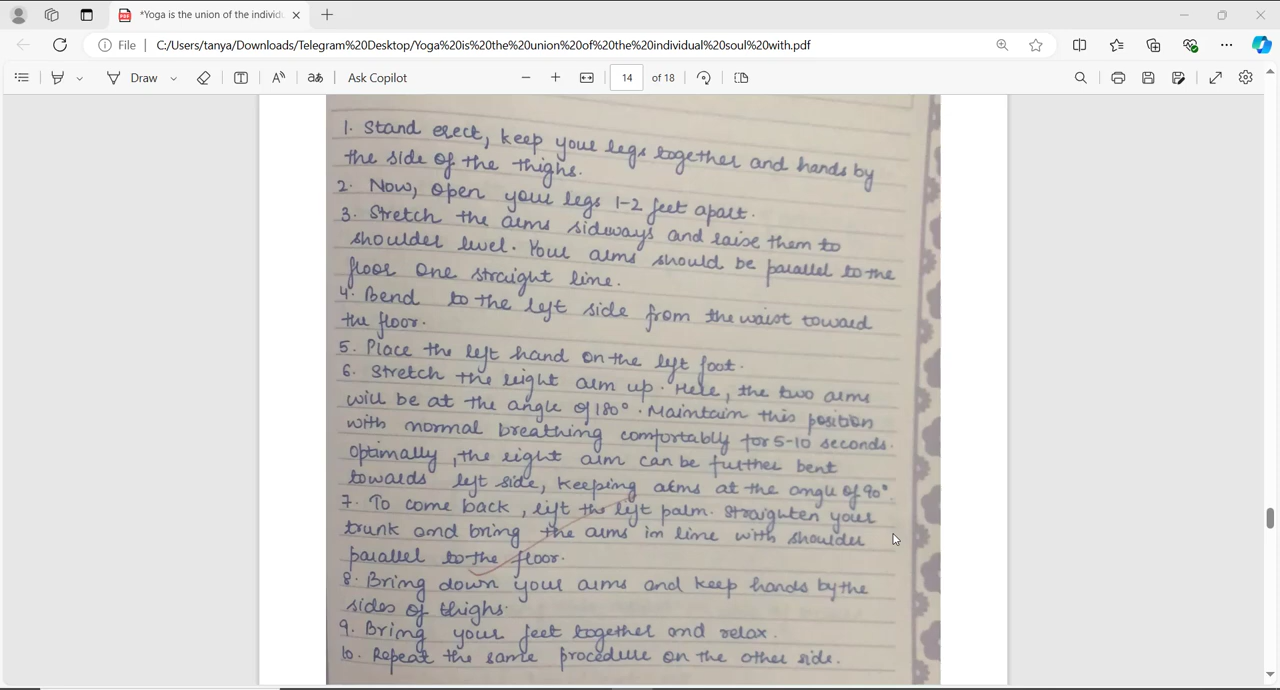 *Yoga is the union of the individu
File
C:/Users/tanya/Downloads/Telegram%20Desktop/Yoga%20is%20the%20union%20of%20the%20individual%20soul%20with.pdf
Draw
Ask Copilot
14 of 18
1. Stand erect, keep your legs together and hands by
the side of the thighs.
2. Now, open your legs 1-2 feet apart.
3. Stretch the arms sideways and raise them to
shoulder level. Your arms should be parallel to the
floor one straight line.
4. Bend to the left side from the waist toward
the floor.
5. Place the left hand on the left foot.
6. Stretch the right arm up. Here, the two arms
will be at the angle of 180°. Maintain this position
with normal breathing comfortably for 5-10 seconds.
Optimally, the right arm can be further bent
towards left side, keeping arms at the angle of 90°.
7. To come back, lift the left palm. Straighten your
trunk and bring the arms in line with shoulder
parallel to the floor.
8. Bring down your arms and keep hands by the
sides of thighs.
9. Bring your feet together and relax.
10. Repeat the same procedure on the other side.